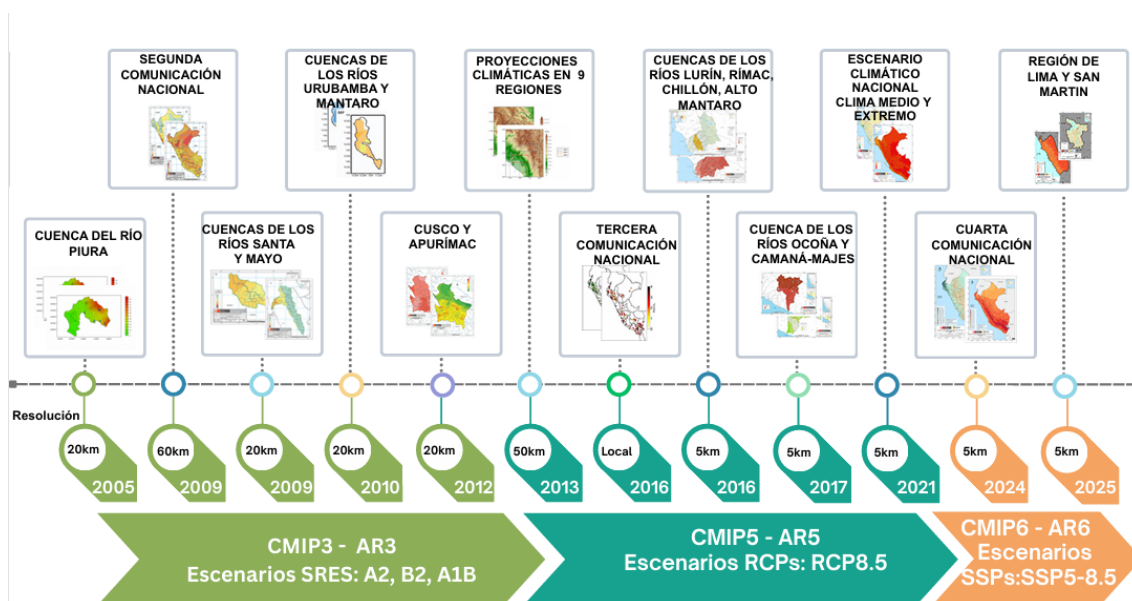 SEGUNDA
COMUNICACIÓN
NACIONAL
CUENCAS DE
LOS RÍOS
URUBAMBA Y
MANTARO
PROYECCIONES
CLIMÁTICAS EN 9
REGIONES
CUENCAS DE LOS
RÍOS LURÍN, RÍMAC,
CHILLÓN, ALTO
MANTARO
ESCENARIO
CLIMÁTICO
NACIONAL
CLIMA MEDIO Y
EXTREMO
REGIÓN DE
LIMA Y SAN
MARTIN
CUENCA DEL RÍO
PIURA
CUENCAS DE LOS
RÍOS SANTA
Y MAYO
CUSCO Y
APURÍMAC
TERCERA
COMUNICACIÓN
NACIONAL
CUENCA DE LOS
RÍOS OCOÑA Y
CAMANÁ-MAJES
CUARTA
COMUNICACIÓN
NACIONAL
Resolución
20km
2005
60km
2009
20km
2009
20km
2010
20km
2012
50km
2013
Local
2016
5km
2016
5km
2017
5km
2021
5km
2024
5km
2025
CMIP3 - AR3
Escenarios SRES: A2, B2, A1B
CMIP5 - AR5
Escenarios RCPs: RCP8.5
CMIP6 - AR6
Escenarios
SSPs:SSP5-8.5